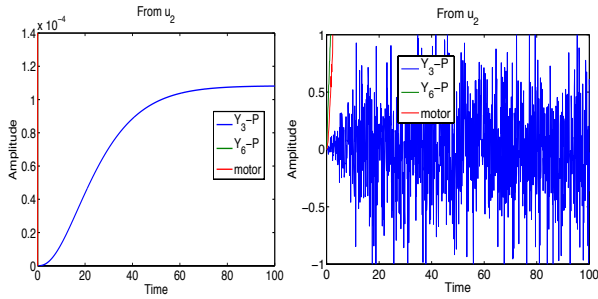 From u₂
x 10⁻⁴
1.4
1.2
1
0.8
0.6
0.4
0.2
0
Amplitude
0 20 40 60 80 100
Time
Y₃-P
Y₆-P
motor
From u₂
1
0.5
0
-0.5
-1
Amplitude
0 20 40 60 80 100
Time
Y₃-P
Y₆-P
motor